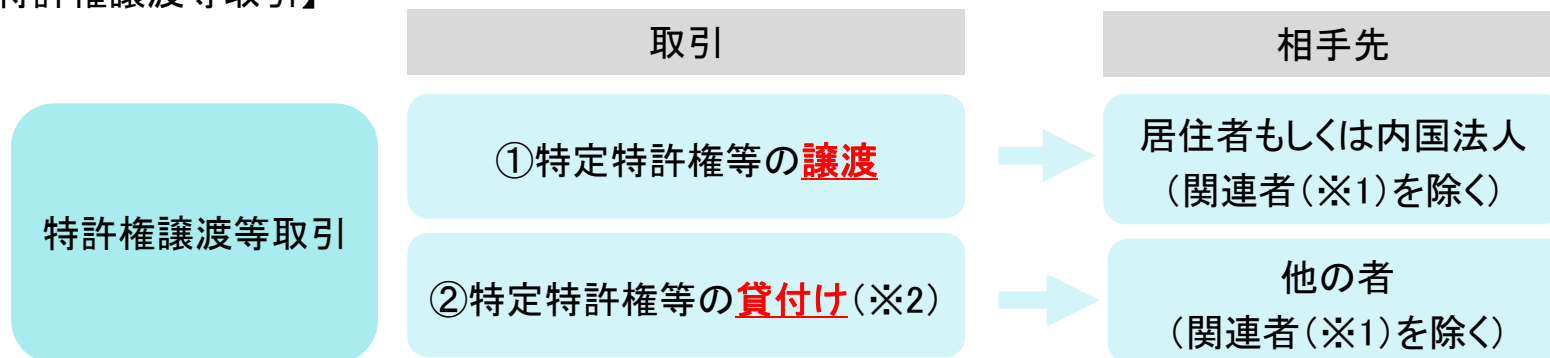 特許権譲渡等取引】
取引
相手先
特許権譲渡等取引
①特定特許権等の譲渡
居住者もしくは内国法人
（関連者（※1）を除く）
②特定特許権等の貸付け（※2）
他の者
（関連者（※1）を除く）